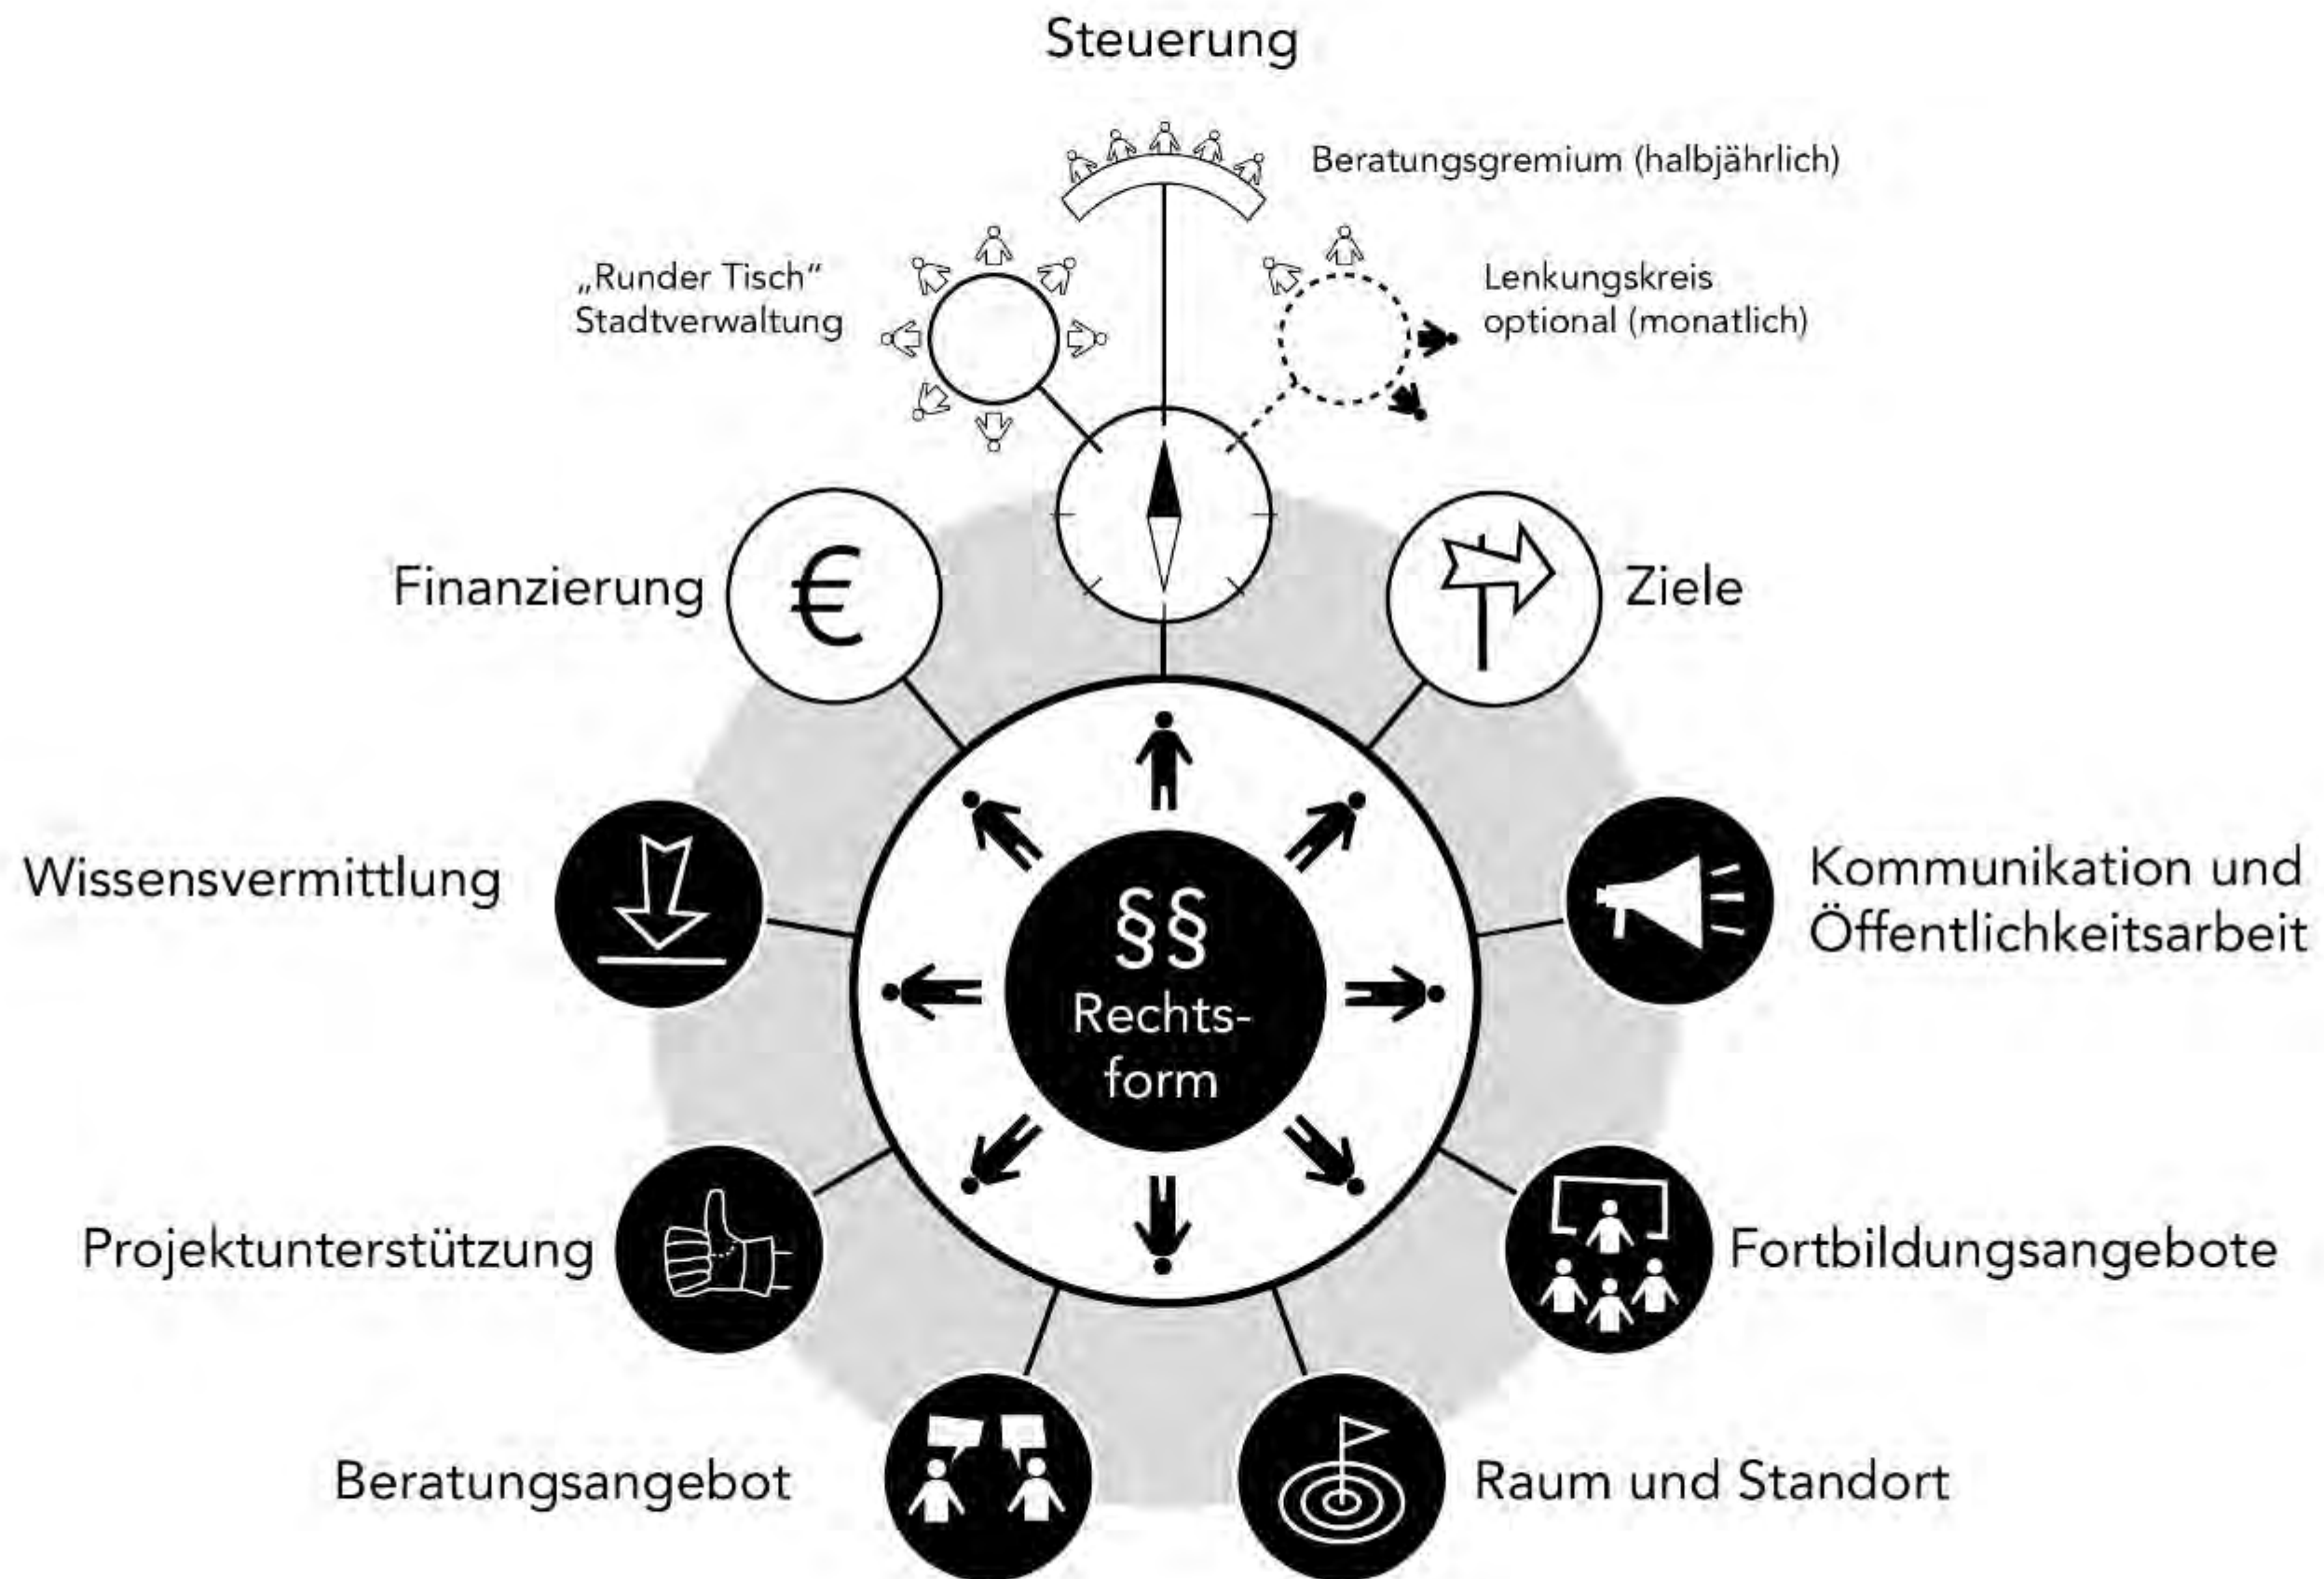 Steuerung
Beratungsgremium (halbjährlich)
„Runder Tisch“
Stadtverwaltung
Lenkungskreis
optional (monatlich)
Finanzierung
€
Ziele
Wissensvermittlung
Kommunikation und
Öffentlichkeitsarbeit
§§
Rechts-
form
Projektunterstützung
Fortbildungsangebote
Beratungsangebot
Raum und Standort